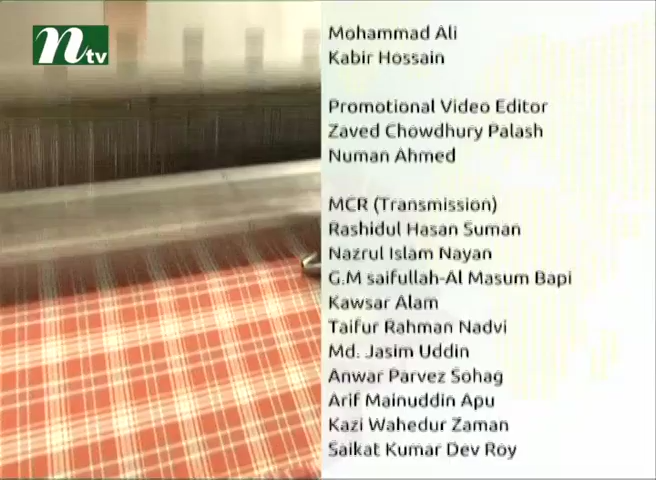 ntv
Mohammad Ali
Kabir Hossain
Promotional Video Editor
Zaved Chowdhury Palash
Numan Ahmed
MCR (Transmission)
Rashidul Hasan Suman
Nazrul Islam Nayan
G.M saifullah-Al Masum Bapi
Kawsar Alam
Taifur Rahman Nadvi
Md. Jasim Uddin
Anwar Parvez Sohag
Arif Mainuddin Apu
Kazi Wahedur Zaman
Saikat Kumar Dev Roy